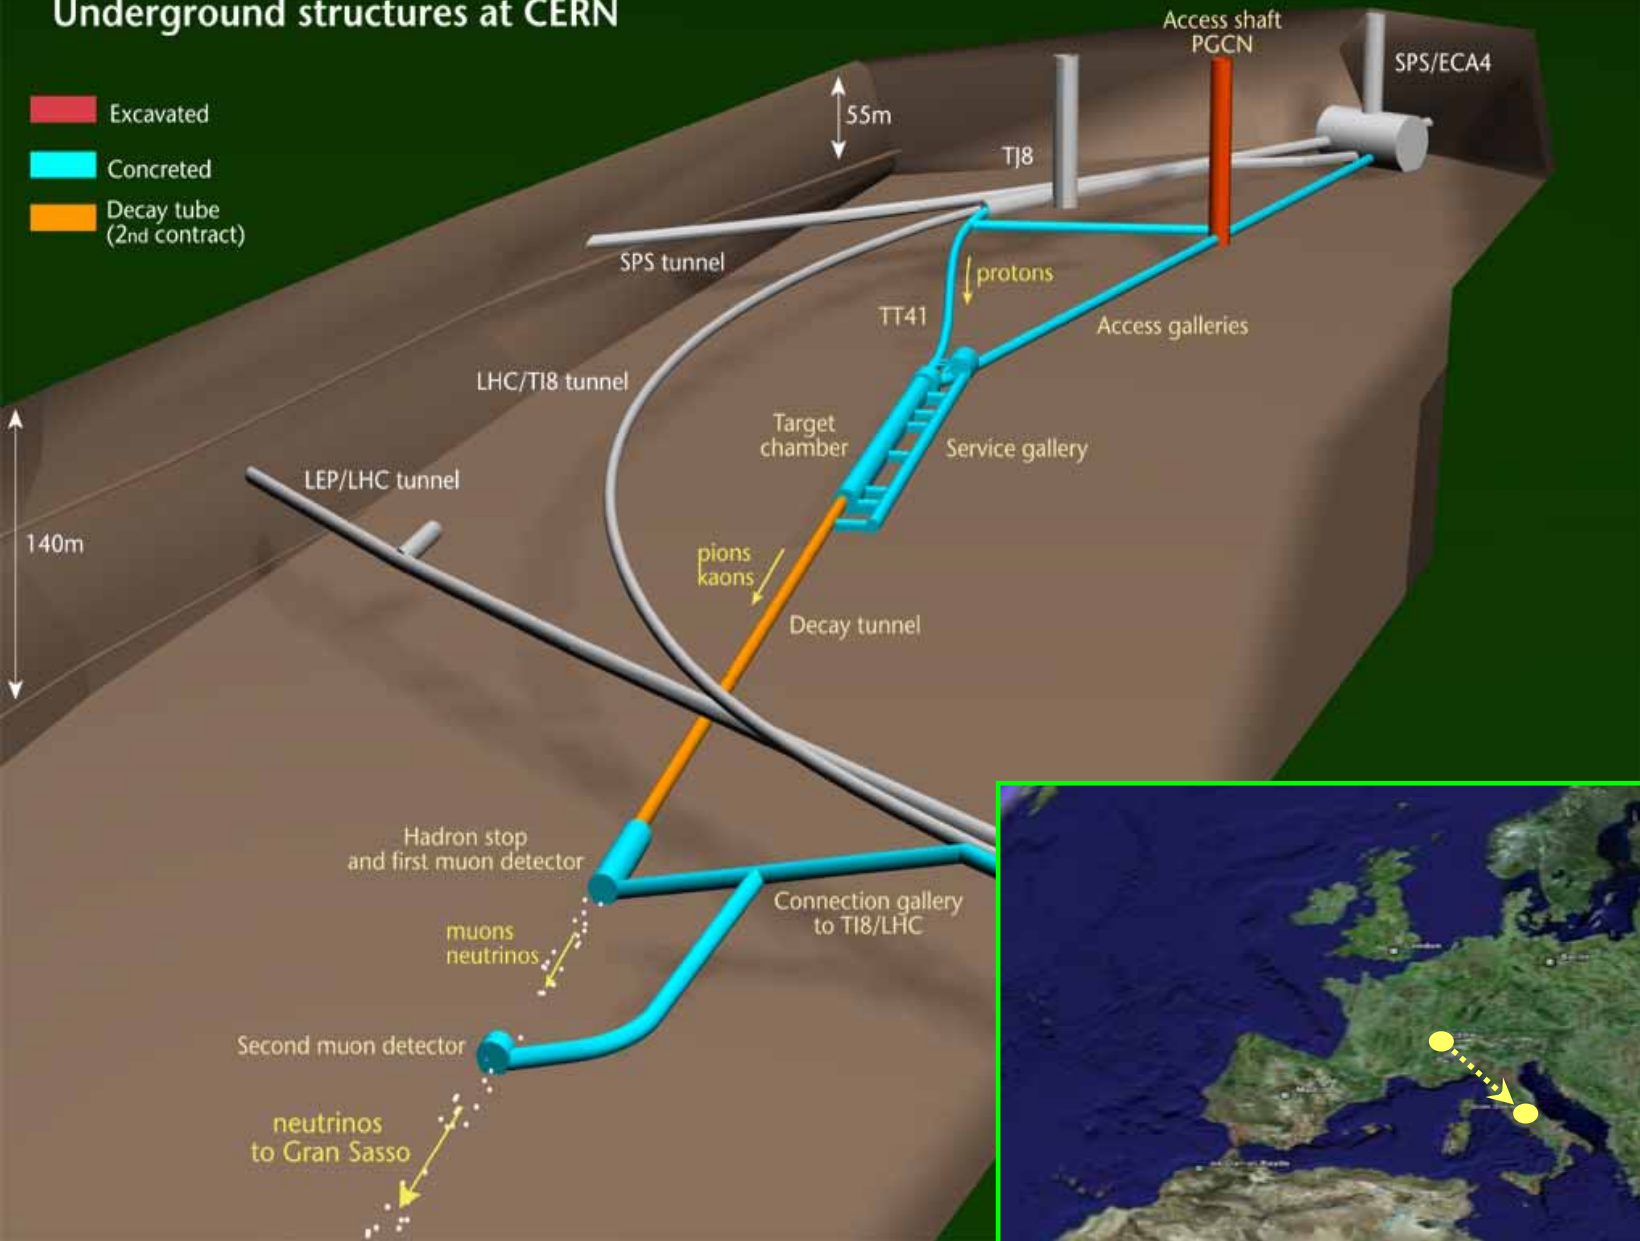 Underground structures at CERN
Excavated
Concreted
Decay tube
(2nd contract)
55m
140m
Access shaft
PGCN
SPS/ECA4
TJ8
SPS tunnel
protons
TT41
Access galleries
LHC/TI8 tunnel
Target
chamber
Service gallery
LEP/LHC tunnel
pions
kaons
Decay tunnel
Hadron stop
and first muon detector
Connection gallery
to TI8/LHC
muons
neutrinos
Second muon detector
neutrinos
to Gran Sasso
London
Berlin